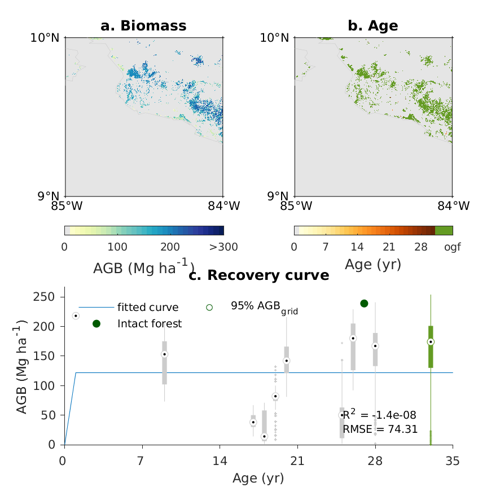 a. Biomass
b. Age
10°N
9°N
85°W
84°W
10°N
9°N
85°W
84°W
0
100
200
>300
AGB (Mg ha⁻¹)
0
7
14
21
28
ogf
Age (yr)
c. Recovery curve
AGB (Mg ha⁻¹)
250
200
150
100
50
0
fitted curve
95% AGB_grid
Intact forest
R² = -1.4e-08
RMSE = 74.31
0
7
14
21
28
35
Age (yr)